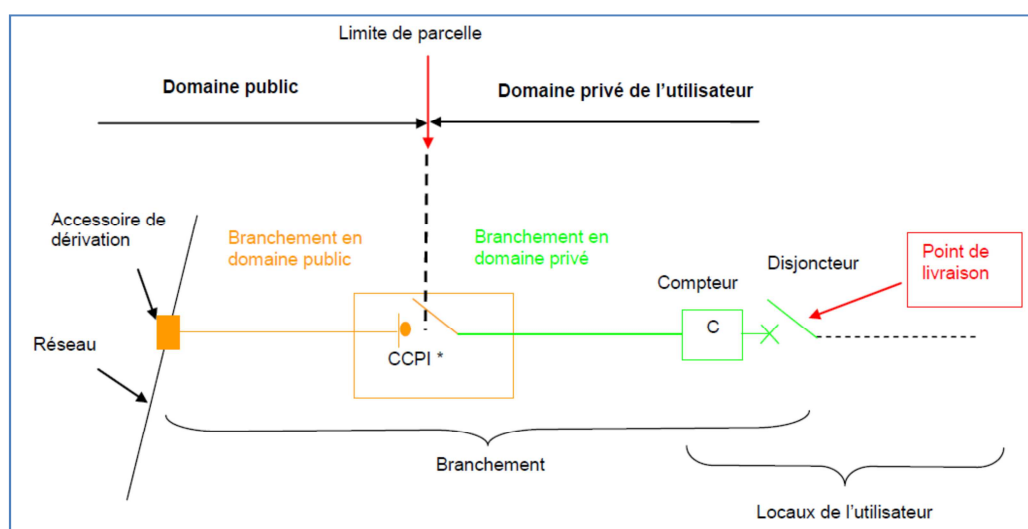 Limite de parcelle
Domaine public
Domaine privé de l'utilisateur
Accessoire de
dérivation
Branchement en
domaine public
Branchement en
domaine privé
Point de
livraison
Disjoncteur
Compteur
C
Réseau
CCPI *
Branchement
Locaux de l'utilisateur